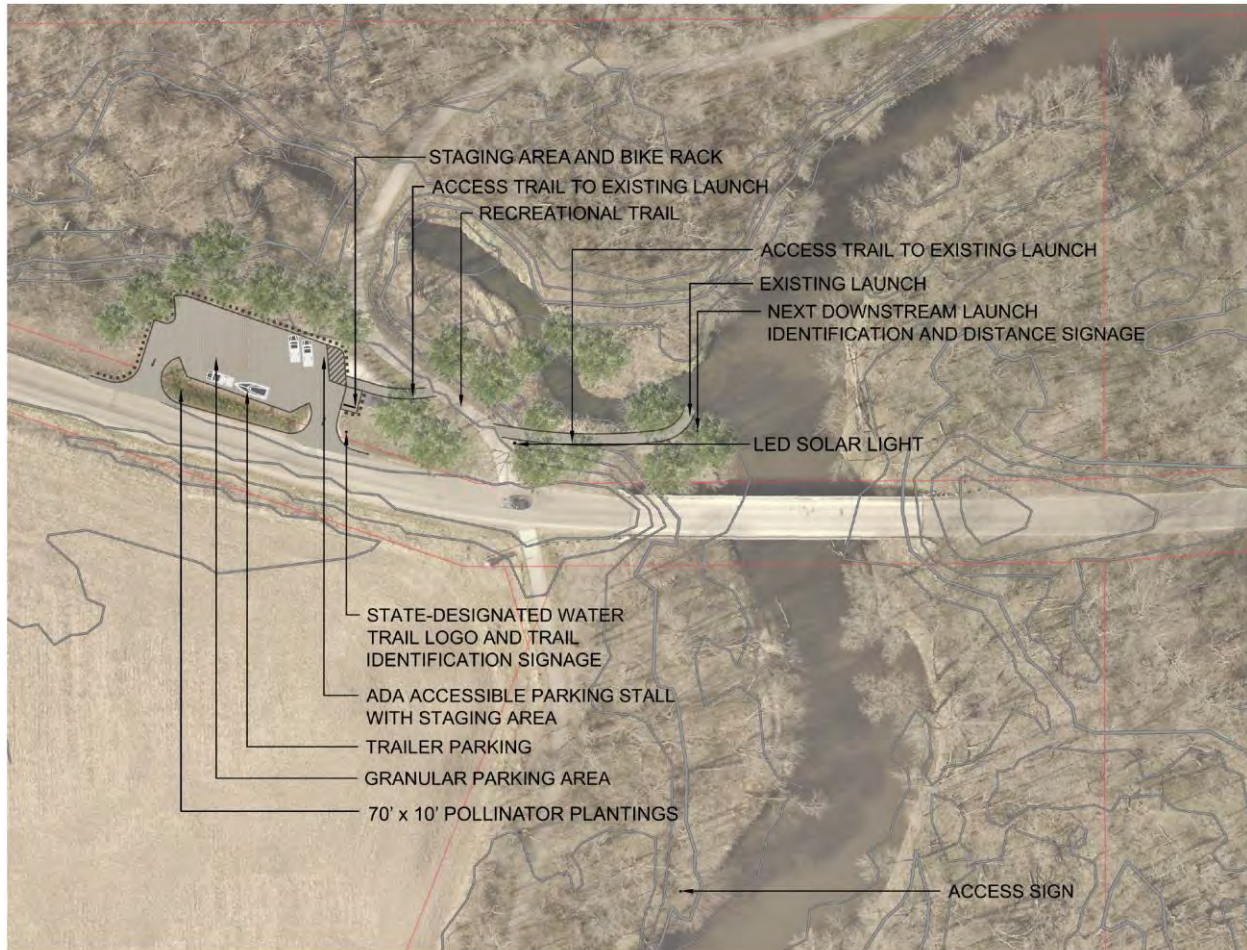 STAGING AREA AND BIKE RACK
ACCESS TRAIL TO EXISTING LAUNCH
RECREATIONAL TRAIL
ACCESS TRAIL TO EXISTING LAUNCH
EXISTING LAUNCH
NEXT DOWNSTREAM LAUNCH
IDENTIFICATION AND DISTANCE SIGNAGE
LED SOLAR LIGHT
STATE-DESIGNATED WATER
TRAIL LOGO AND TRAIL
IDENTIFICATION SIGNAGE
ADA ACCESSIBLE PARKING STALL
WITH STAGING AREA
TRAILER PARKING
GRANULAR PARKING AREA
70' x 10' POLLINATOR PLANTINGS
ACCESS SIGN